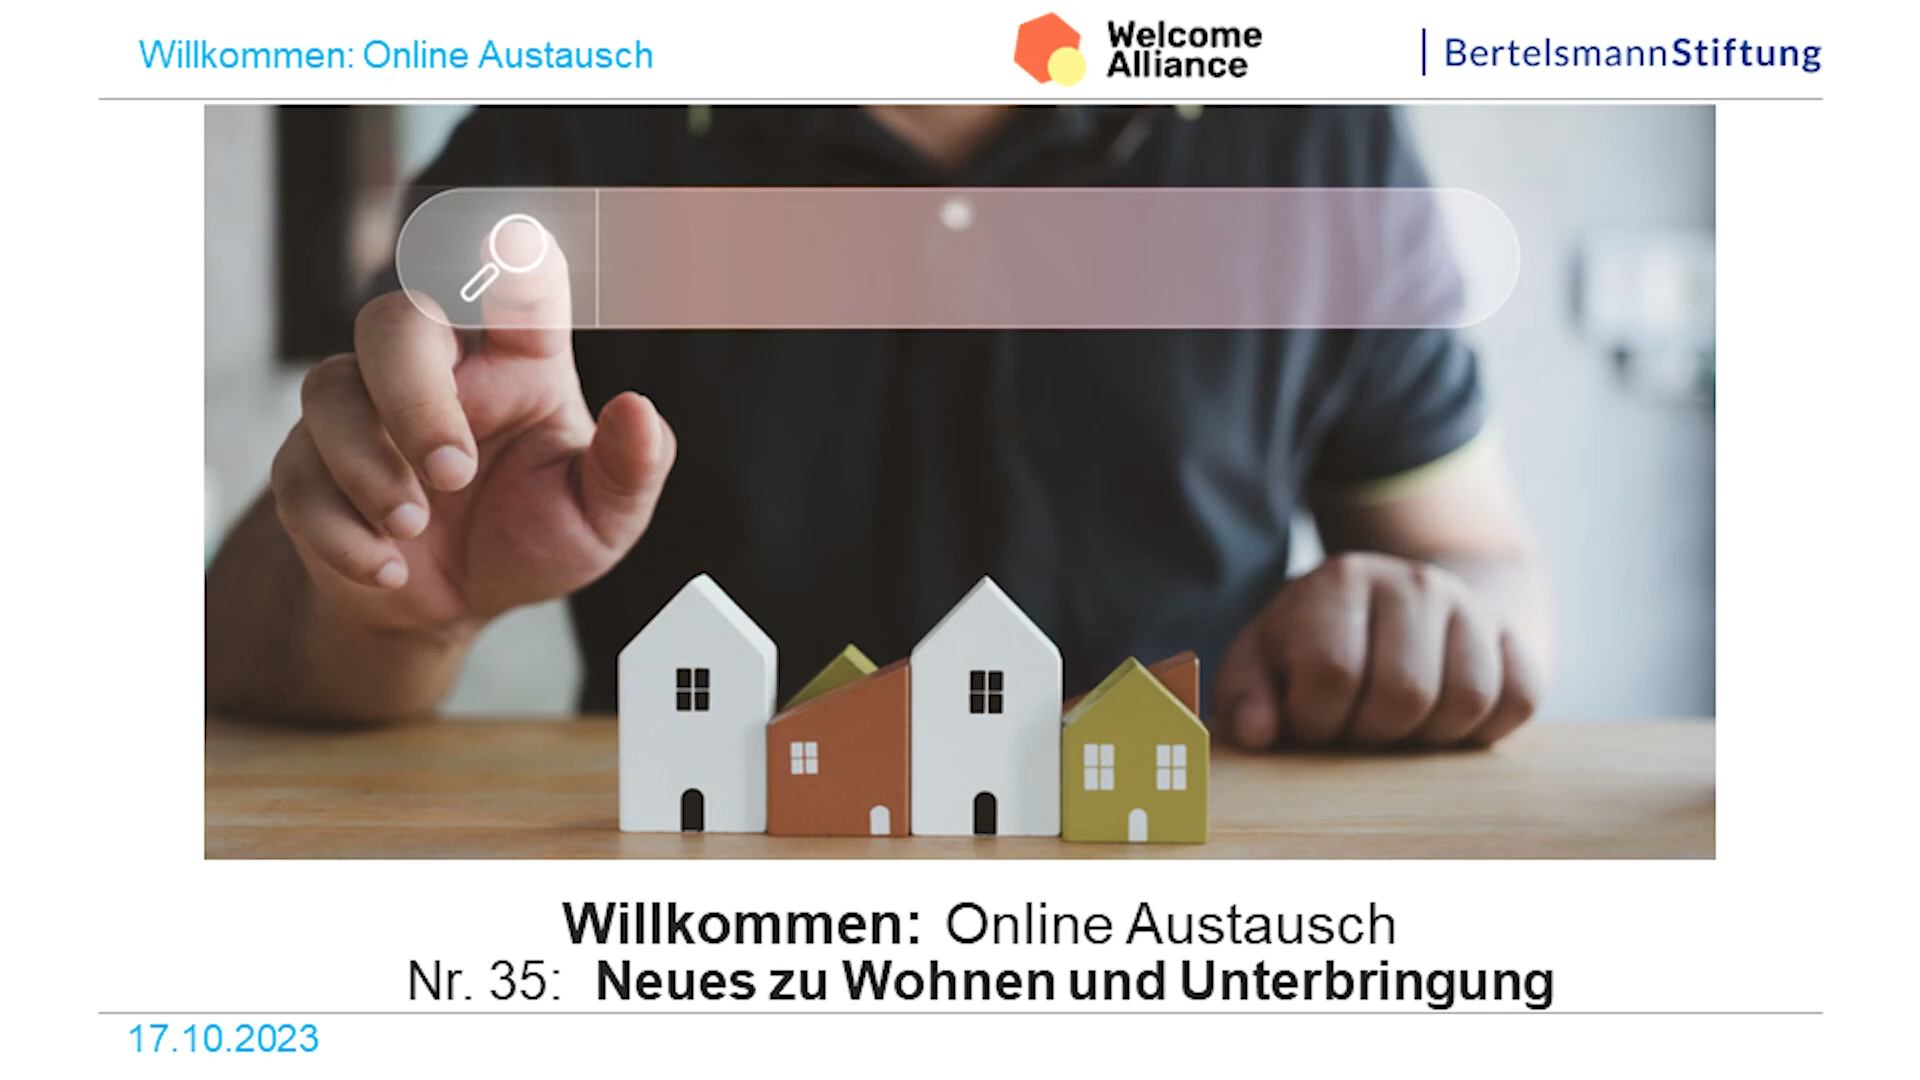 Willkommen: Online Austausch
Welcome
Alliance
BertelsmannStiftung
Willkommen: Online Austausch
Nr. 35: Neues zu Wohnen und Unterbringung
17.10.2023